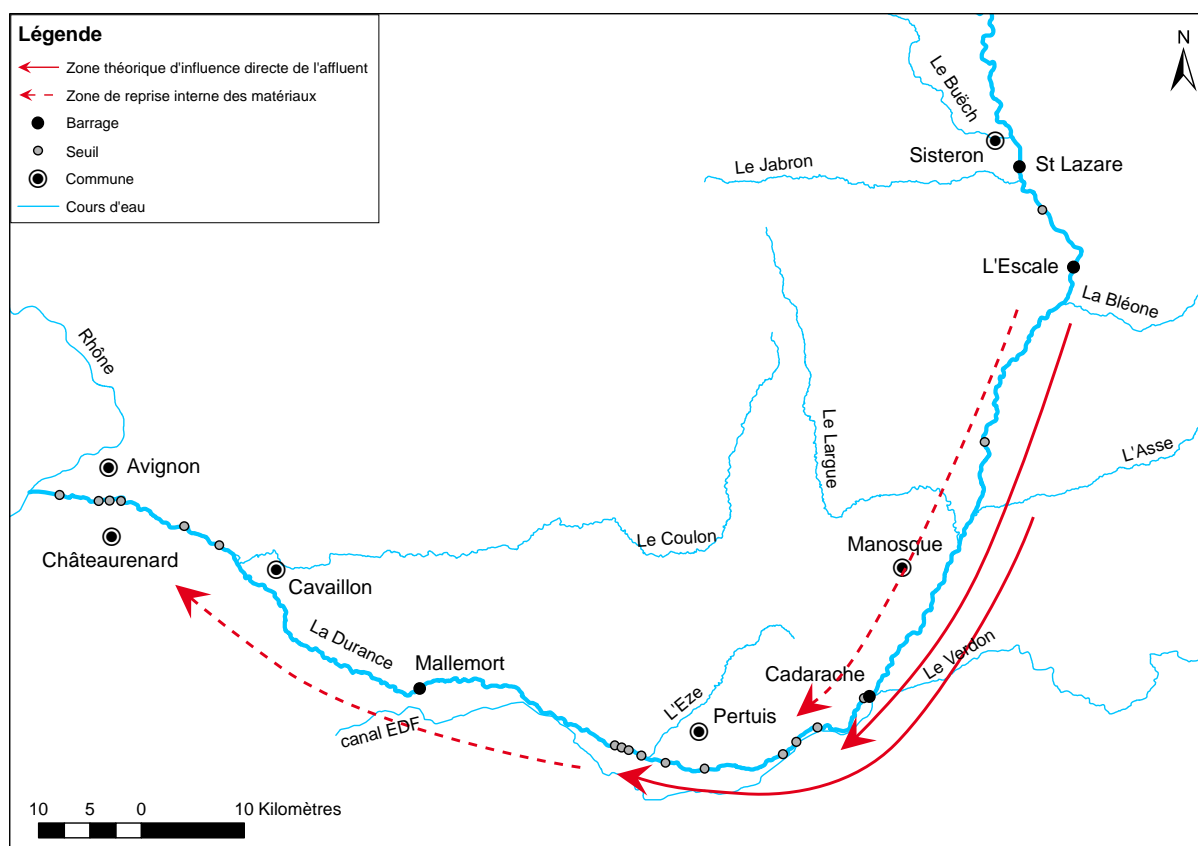 Légende
Zone théorique d'influence directe de l'affluent
Zone de reprise interne des matériaux
Barrage
Seuil
Commune
Cours d'eau
N
Le Buëch
Sisteron
St Lazare
Le Jabron
L'Escale
La Bléone
Rhône
Le Largue
L'Asse
Avignon
Le Coulon
Manosque
Châteaurenard
Cavaillon
La Durance
Le Verdon
Mallemort
Cadarache
L'Eze
Pertuis
canal EDF
10 5 0 10 Kilomètres